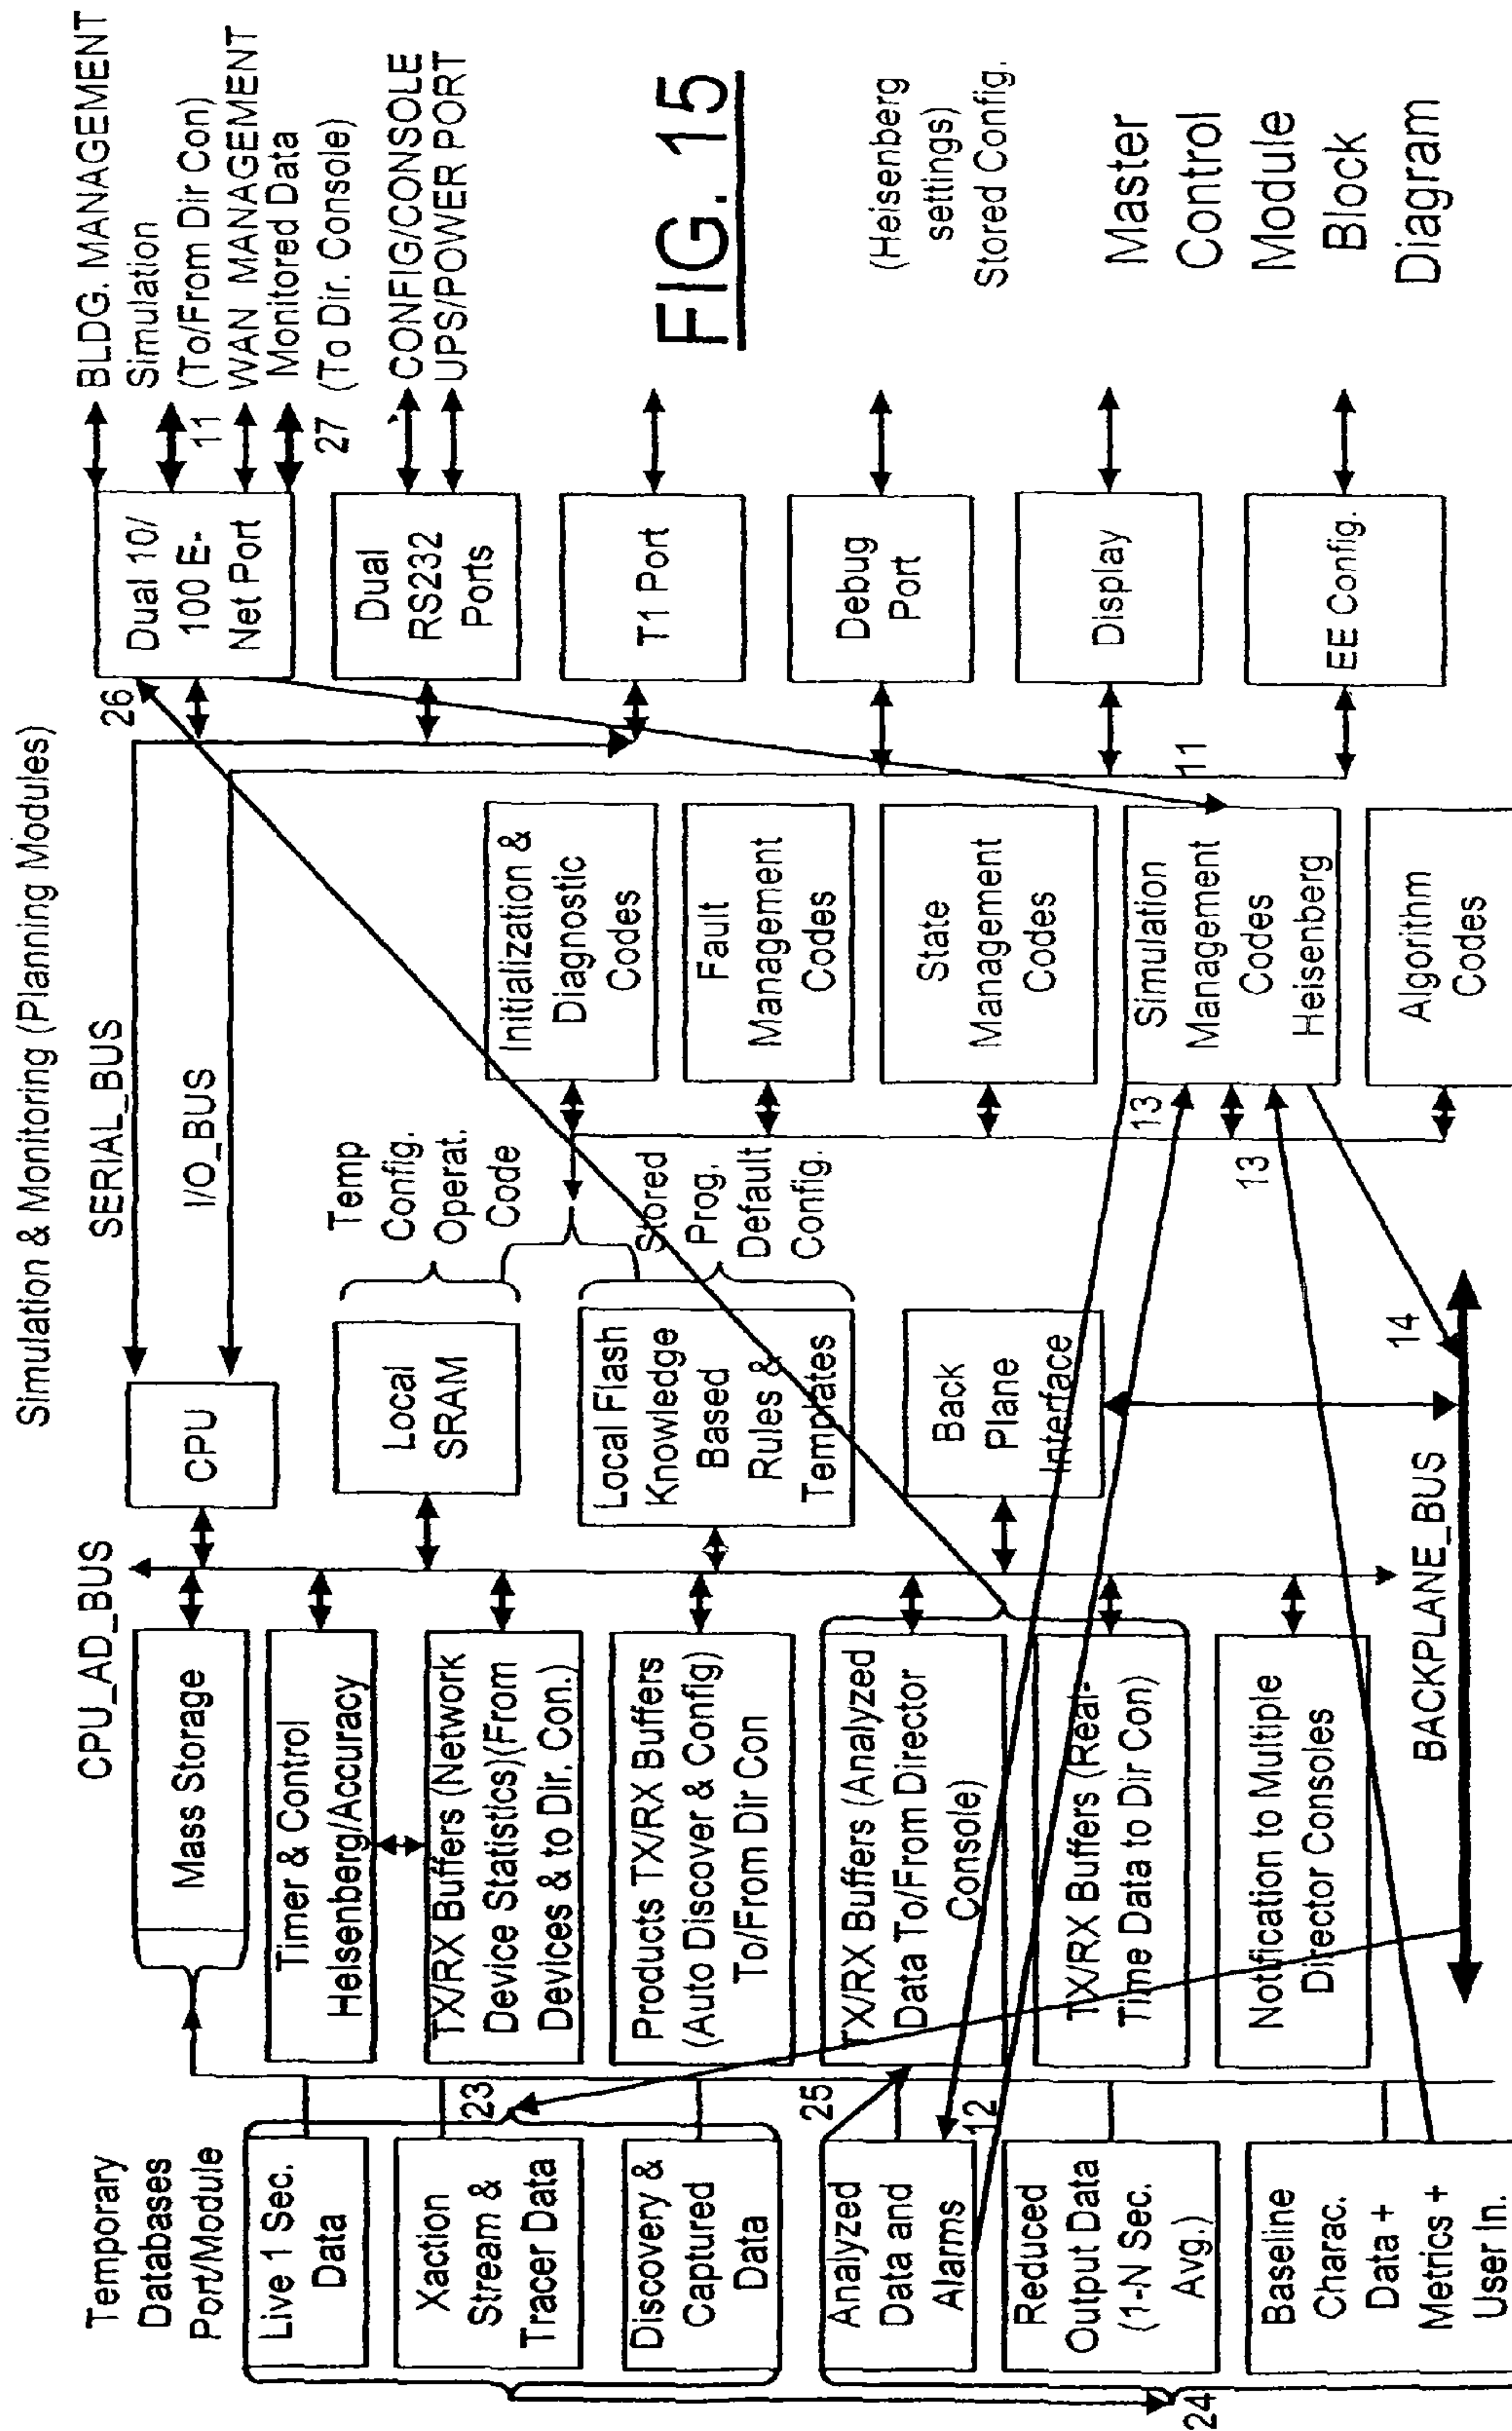 Simulation & Monitoring (Planning Modules)
Temporary
Databases
Port/Module
Live 1 Sec.
Data
Xaction
Stream &
Tracer Data
Discovery &
Captured
Data
Analyzed
Data and
Alarms
Reduced
Output Data
(1-N Sec.
Avg.)
Baseline
Charac.
Data +
Metrics +
User In.
23
24
25
12
CPU_AD_BUS
Mass Storage
Timer & Control
Heisenberg/Accuracy
TX/RX Buffers (Network
Device Statistics)(From
Devices & to Dir. Con.)
Products TX/RX Buffers
(Auto Discover & Config)
To/From Dir Con
TX/RX Buffers (Analyzed
Data To/From Director
Console)
TX/RX Buffers (Real-
Time Data to Dir Con)
Notification to Multiple
Director Consoles
BACKPLANE_BUS
CPU
Local
SRAM
Local Flash
Knowledge
Based
Rules &
Templates
Back
Plane
Interface
14
SERIAL_BUS
I/O_BUS
Temp
Config.
Operat.
Code
Stored
Prog.
Default
Config.
Initialization &
Diagnostic
Codes
Fault
Management
Codes
State
Management
Codes
Simulation
Management
Codes
Heisenberg
Algorithm
Codes
13
13
11
26
Dual 10/
100 E-
Net Port
Dual
RS232
Ports
T1 Port
Debug
Port
Display
EE Config.
BLDG. MANAGEMENT
Simulation
11 (To/From Dir Con)
WAN MANAGEMENT
Monitored Data
27 (To Dir. Console)
CONFIG/CONSOLE
UPS/POWER PORT
FIG. 15
(Heisenberg
settings)
Stored Config.
Master
Control
Module
Block
Diagram